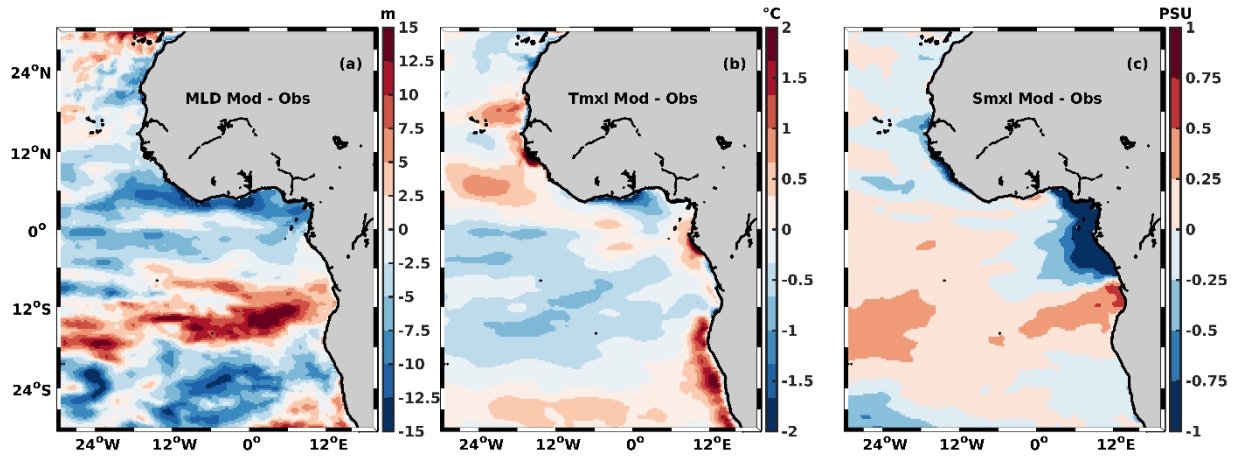 m
°C
PSU
(a)
MLD Mod - Obs
(b)
Tmxl Mod - Obs
(c)
Smxl Mod - Obs
24°N
12°N
0°
12°S
24°S
24°W 12°W 0° 12°E
24°W 12°W 0° 12°E
24°W 12°W 0° 12°E
15
10
7.5
5
2.5
0
-2.5
-5
-7.5
-10
-12.5
-15
2
1.5
1
0.5
0
-0.5
-1
-1.5
-2
1
0.75
0.5
0.25
0
-0.25
-0.5
-0.75
-1